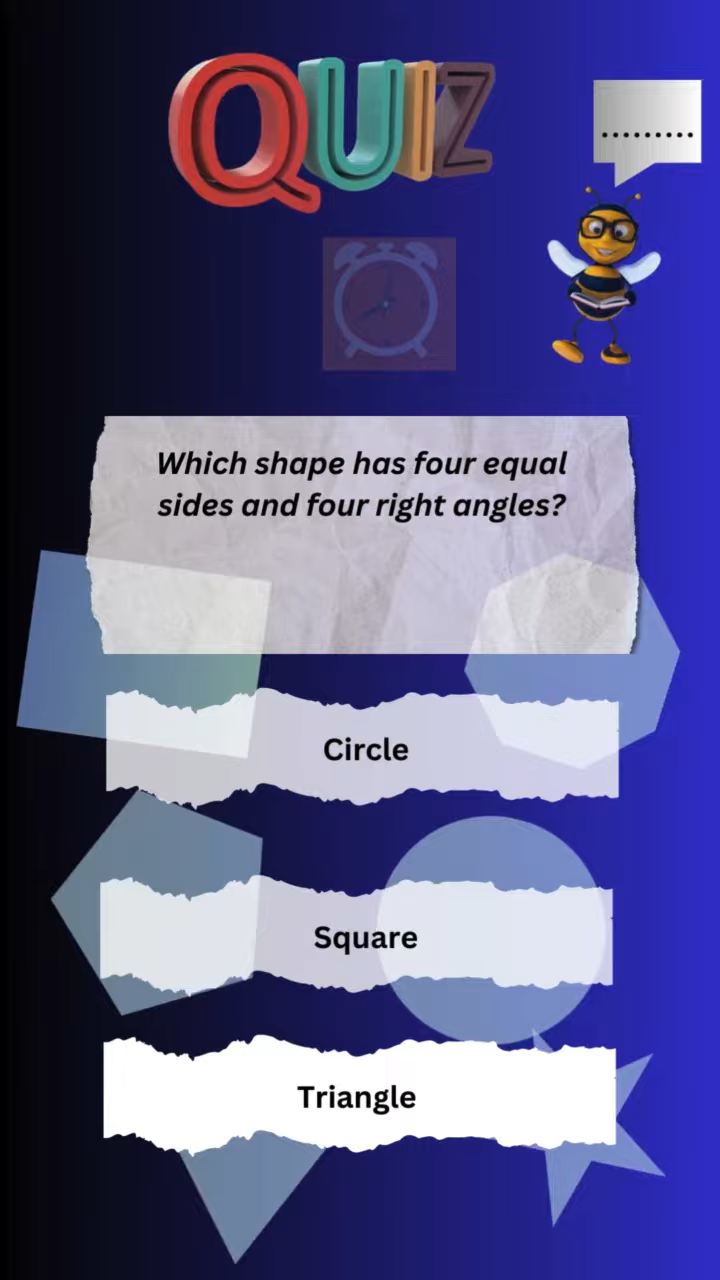 QUIZ
.........
Which shape has four equal
sides and four right angles?
Circle
Square
Triangle